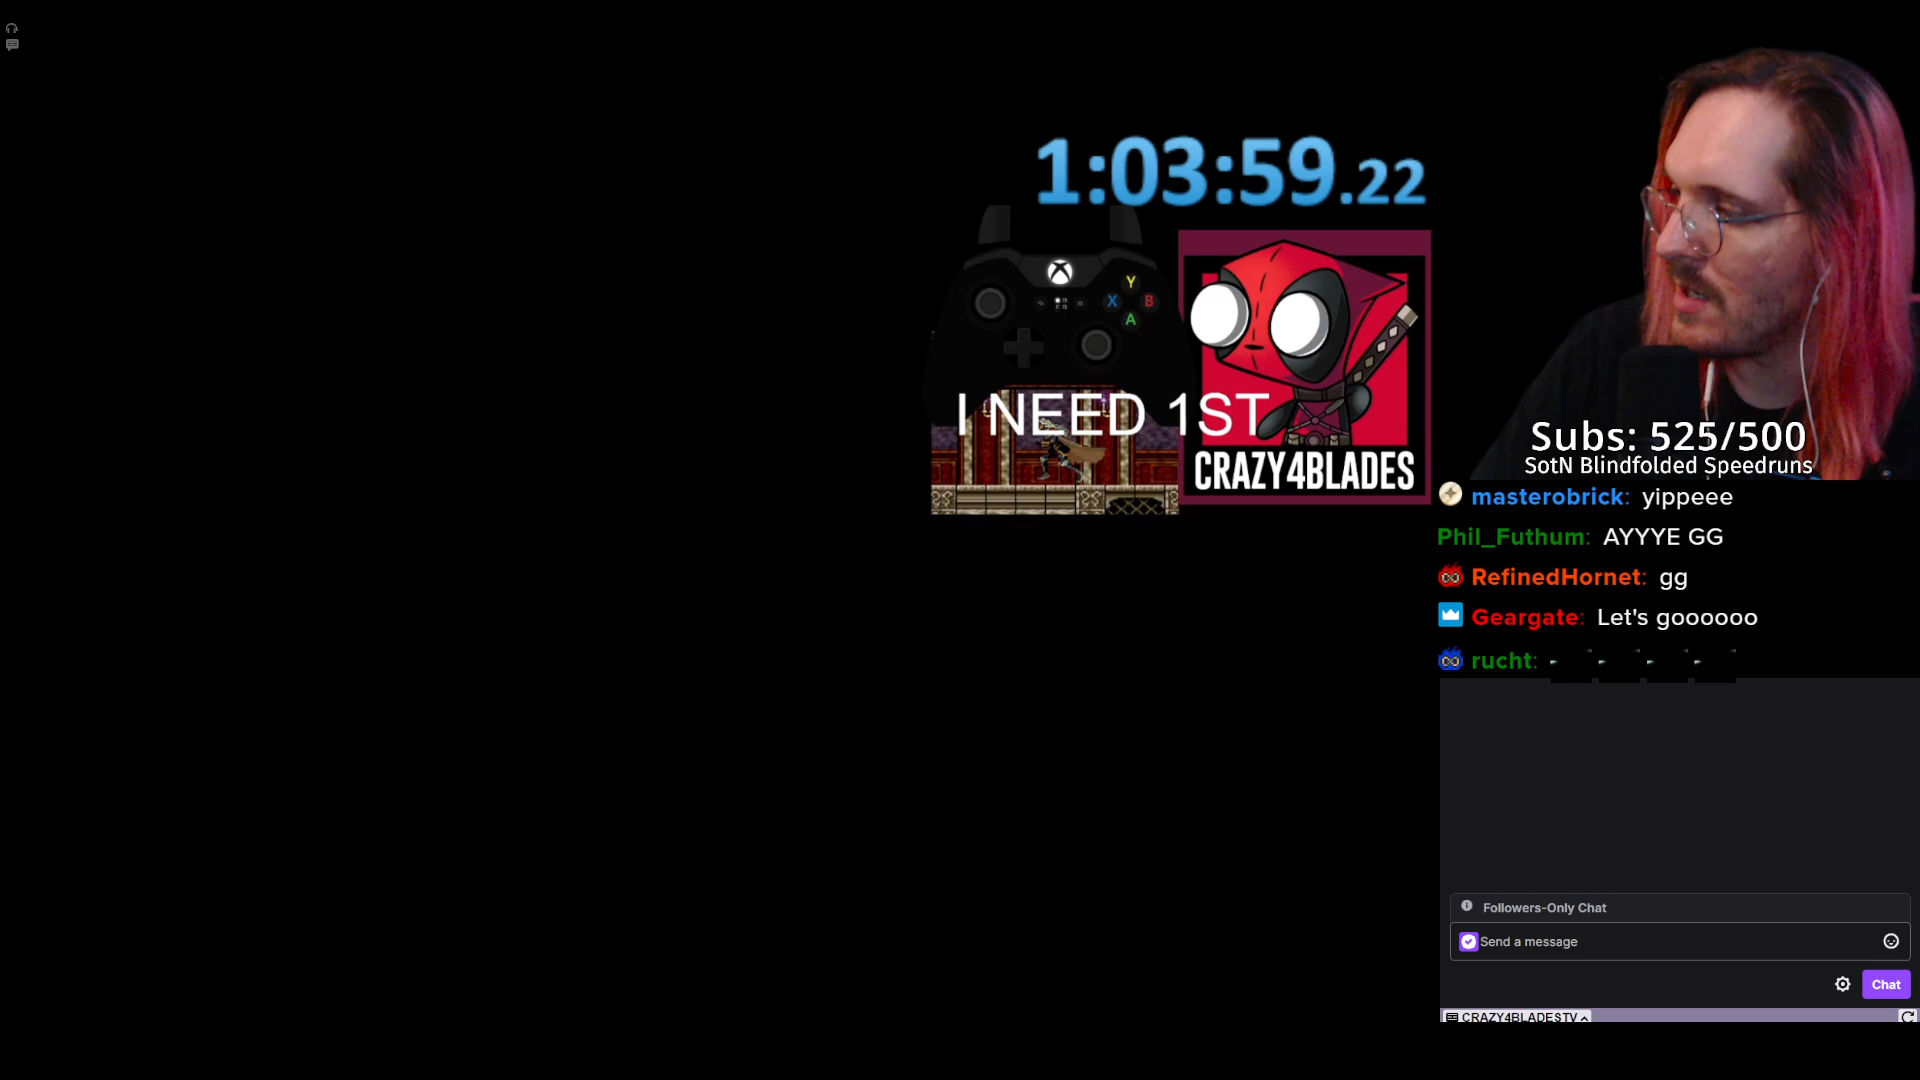 1:03:59.22
Y
X B
A
I NEED 1ST
CRAZY4BLADES
Subs: 525/500
SotN Blindfolded Speedruns
masterobrick: yippeee
Phil_Futhum: AYYYE GG
RefinedHornet: gg
Geargate: Let's goooooo
rucht:
Followers-Only Chat
Send a message
Chat
CRAZY4BLADESTV